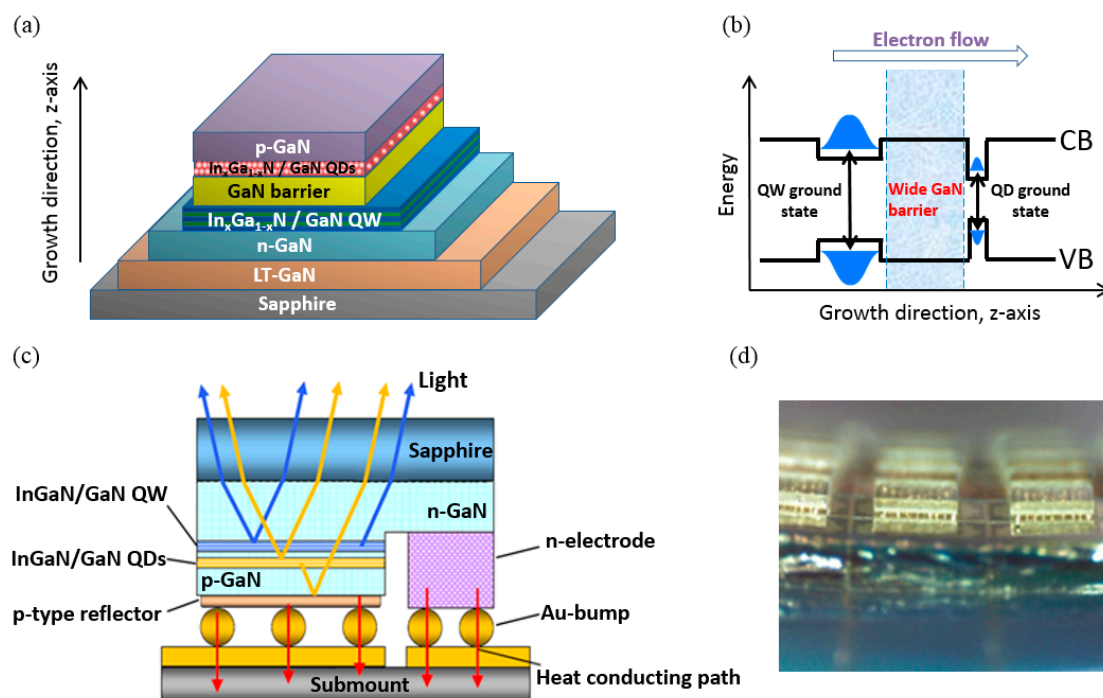 (a)
Growth direction, z-axis
p-GaN
InxGa1-xN / GaN QDs
GaN barrier
InxGa1-xN / GaN QW
n-GaN
LT-GaN
Sapphire
(b)
Electron flow
Energy
CB
QW ground
state
Wide GaN
barrier
QD ground
state
VB
Growth direction, z-axis
(c)
Light
Sapphire
InGaN/GaN QW
n-GaN
InGaN/GaN QDs
n-electrode
p-GaN
p-type reflector
Au-bump
Heat conducting path
Submount
(d)